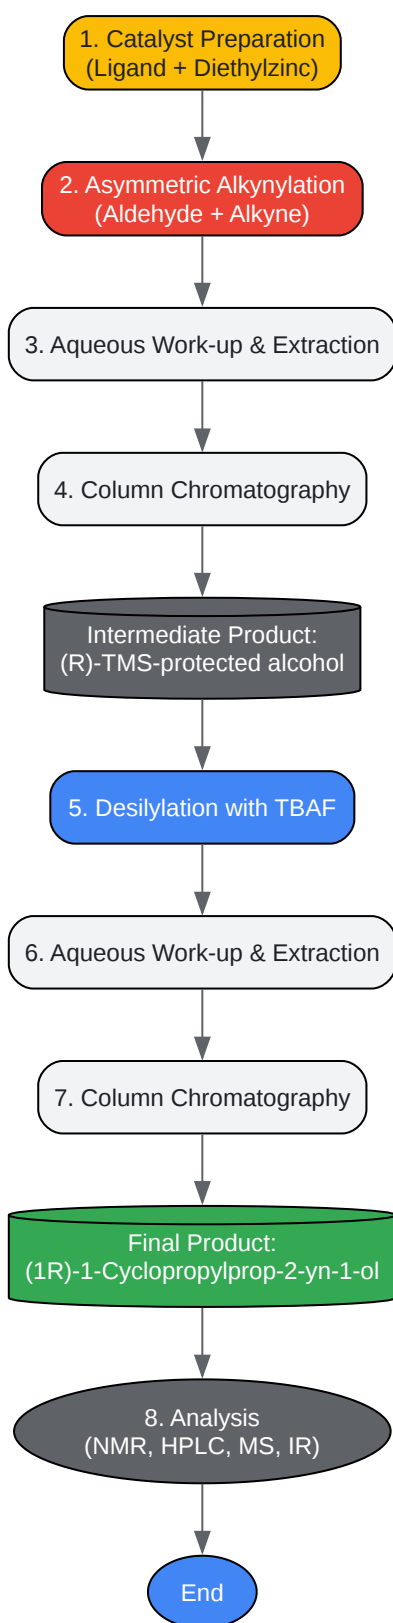 1. Catalyst Preparation
(Ligand + Diethylzinc)
2. Asymmetric Alkynylation
(Aldehyde + Alkyne)
3. Aqueous Work-up & Extraction
4. Column Chromatography
Intermediate Product:
(R)-TMS-protected alcohol
5. Desilylation with TBAF
6. Aqueous Work-up & Extraction
7. Column Chromatography
Final Product:
(1R)-1-Cyclopropylprop-2-yn-1-ol
8. Analysis
(NMR, HPLC, MS, IR)
End